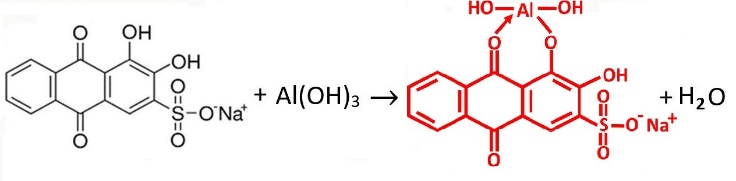 HO Al OH
O OH O O
OH OH
O O
S O⁻Na⁺ + Al(OH)₃ → S O⁻ Na⁺ + H₂O
O O O O